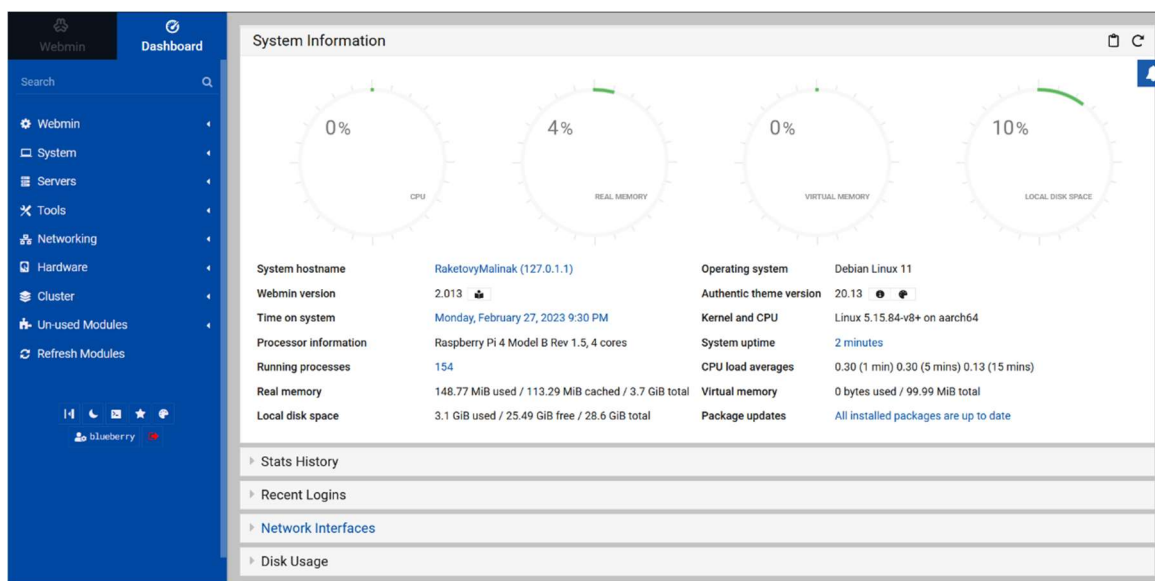 Webmin
Dashboard
Search
Webmin
System
Servers
Tools
Networking
Hardware
Cluster
Un-used Modules
Refresh Modules
blueberry
System Information
0%
CPU
4%
REAL MEMORY
0%
VIRTUAL MEMORY
10%
LOCAL DISK SPACE
System hostname RaketovyMalinak (127.0.1.1) Operating system Debian Linux 11
Webmin version 2.013 Authentic theme version 20.13
Time on system Monday, February 27, 2023 9:30 PM Kernel and CPU Linux 5.15.84-v8+ on aarch64
Processor information Raspberry Pi 4 Model B Rev 1.5, 4 cores System uptime 2 minutes
Running processes 154 CPU load averages 0.30 (1 min) 0.30 (5 mins) 0.13 (15 mins)
Real memory 148.77 MiB used / 113.29 MiB cached / 3.7 GiB total Virtual memory 0 bytes used / 99.99 MiB total
Local disk space 3.1 GiB used / 25.49 GiB free / 28.6 GiB total Package updates All installed packages are up to date
Stats History
Recent Logins
Network Interfaces
Disk Usage